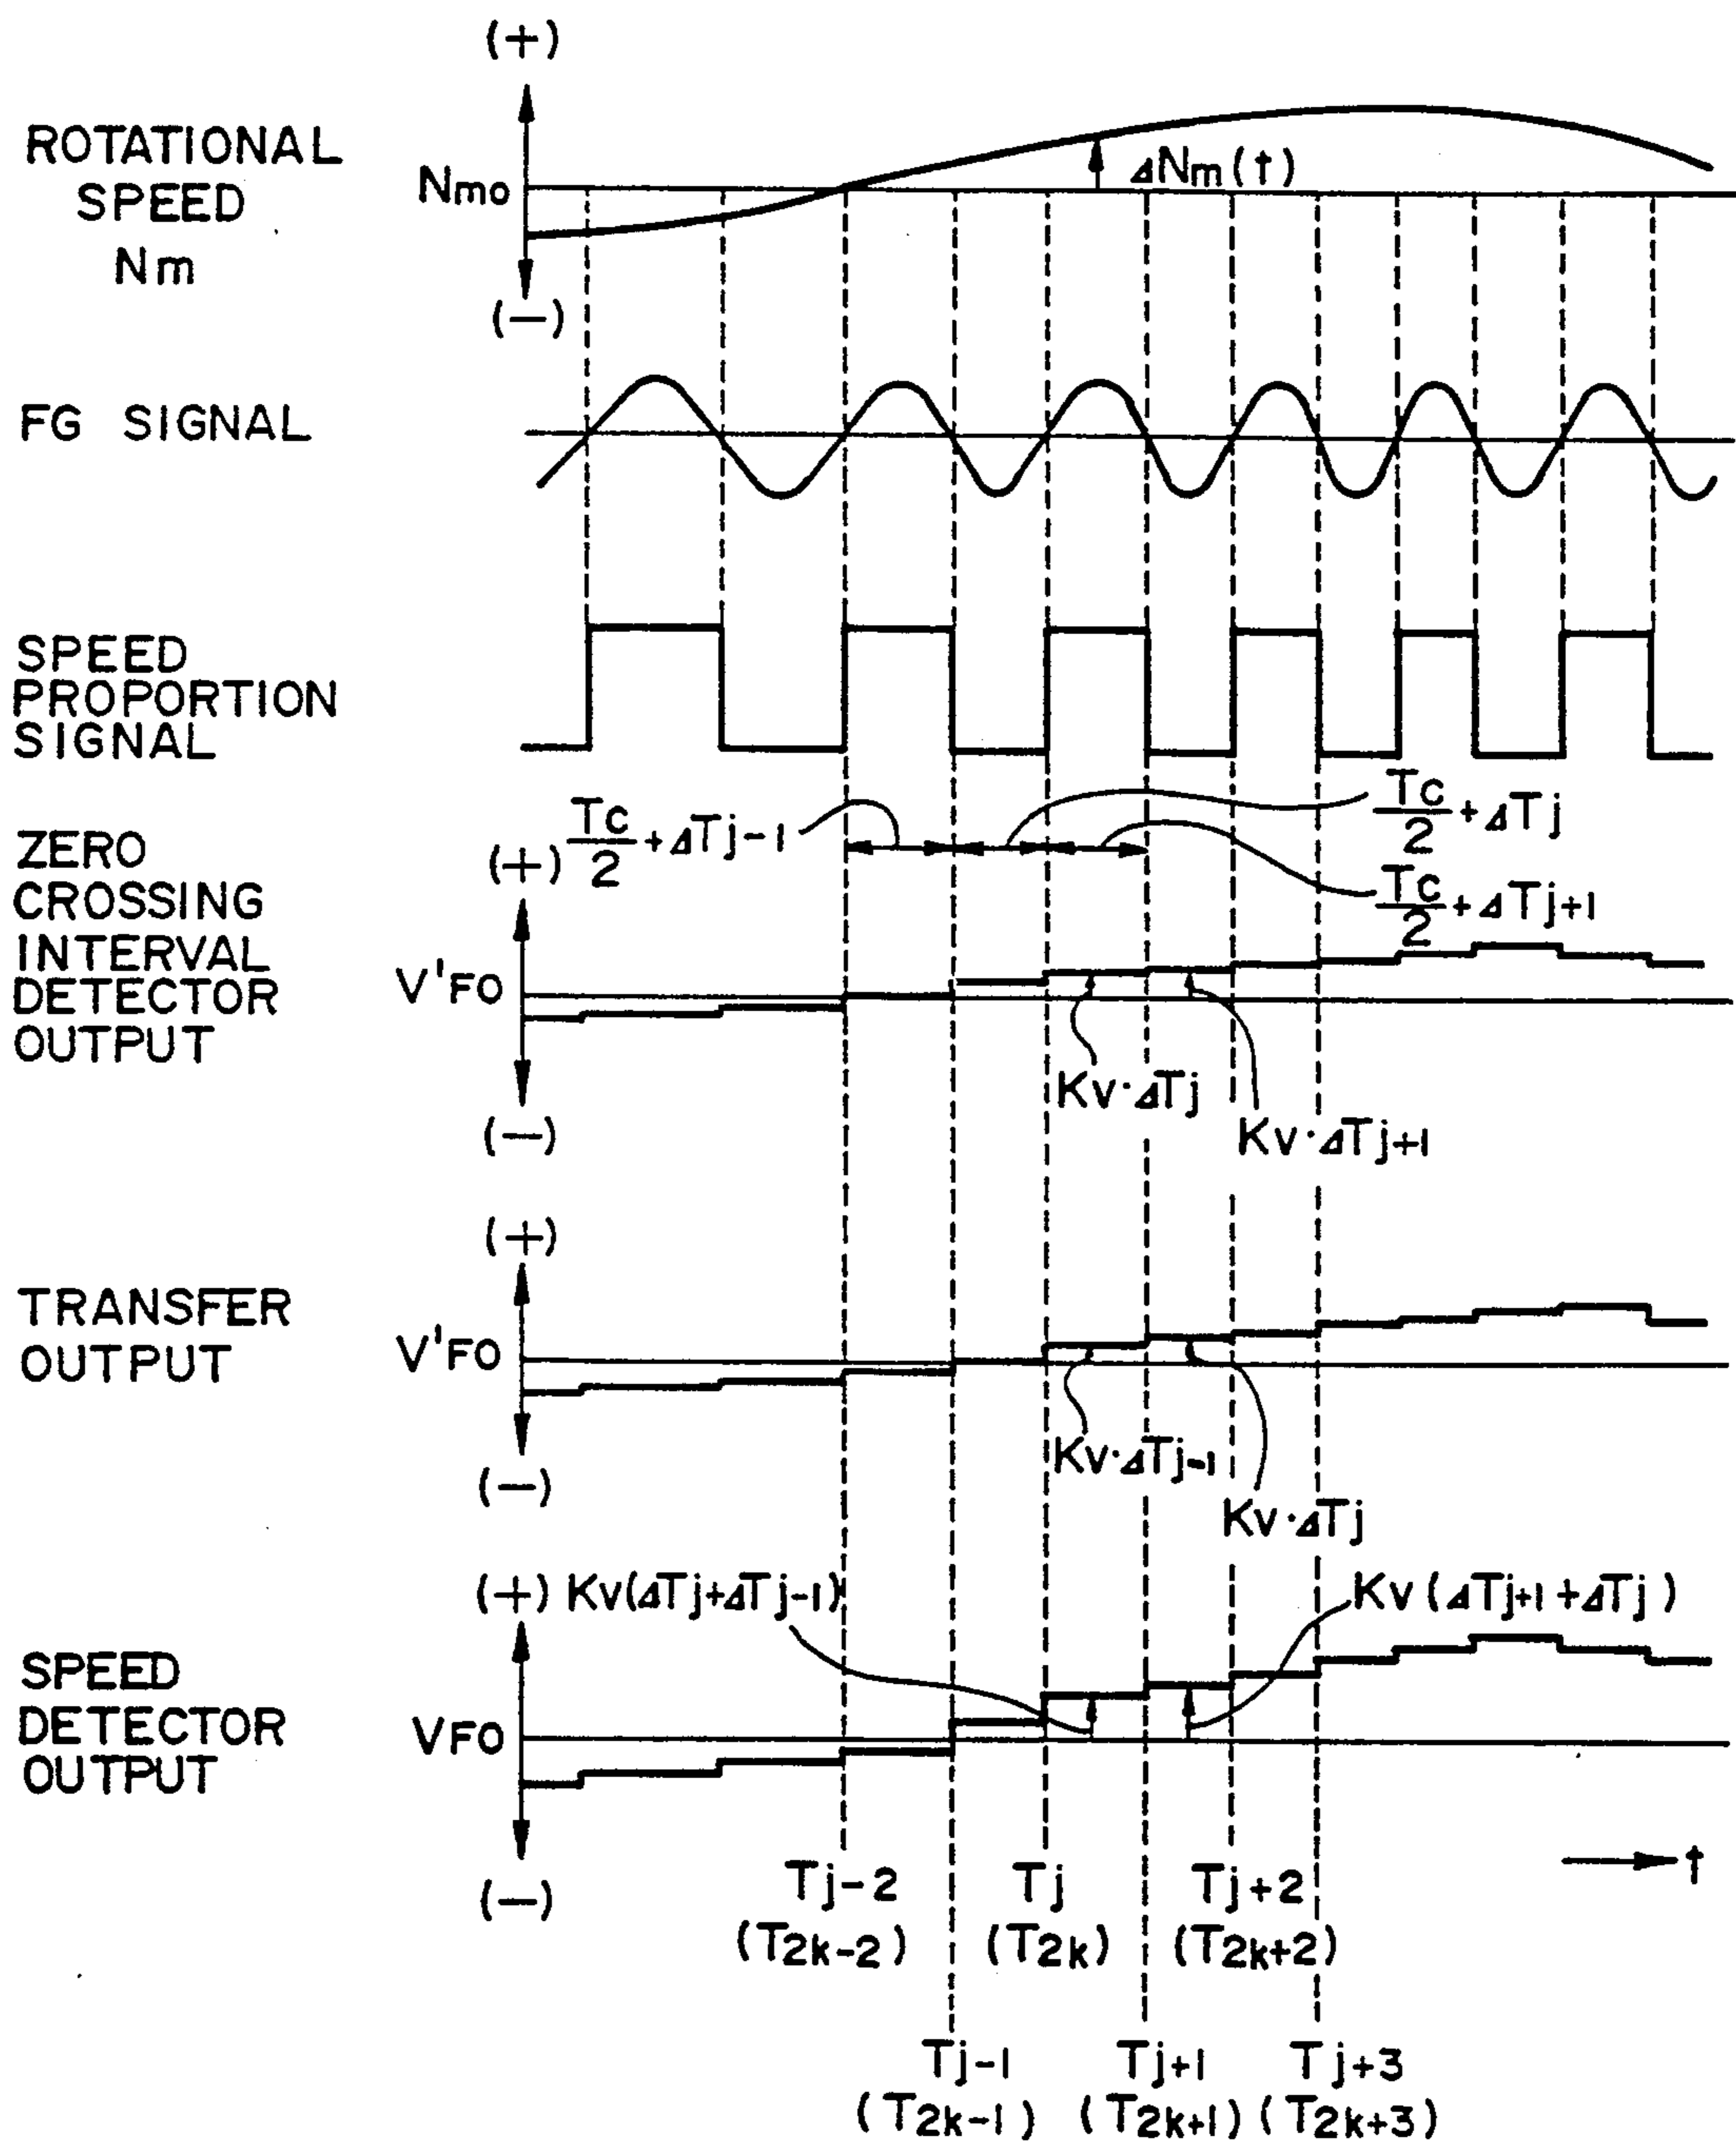 (+)
ROTATIONAL
SPEED
Nm
Nmo
ΔNm(t)
(—)
FG SIGNAL
SPEED
PROPORTION
SIGNAL
Tc/2 + ΔTj-1
Tc/2 + ΔTj
Tc/2 + ΔTj+1
ZERO
CROSSING
INTERVAL
DETECTOR
OUTPUT
(+)
V'FO
Kv·ΔTj
Kv·ΔTj+1
(—)
(+)
TRANSFER
OUTPUT
V'FO
Kv·ΔTj-1
Kv·ΔTj
(—)
(+) Kv(ΔTj+ΔTj-1)
Kv(ΔTj+1+ΔTj)
SPEED
DETECTOR
OUTPUT
VFO
(—)
t
Tj-2 Tj Tj+2
(T2k-2) (T2k) (T2k+2)
Tj-1 Tj+1 Tj+3
(T2k-1) (T2k+1) (T2k+3)